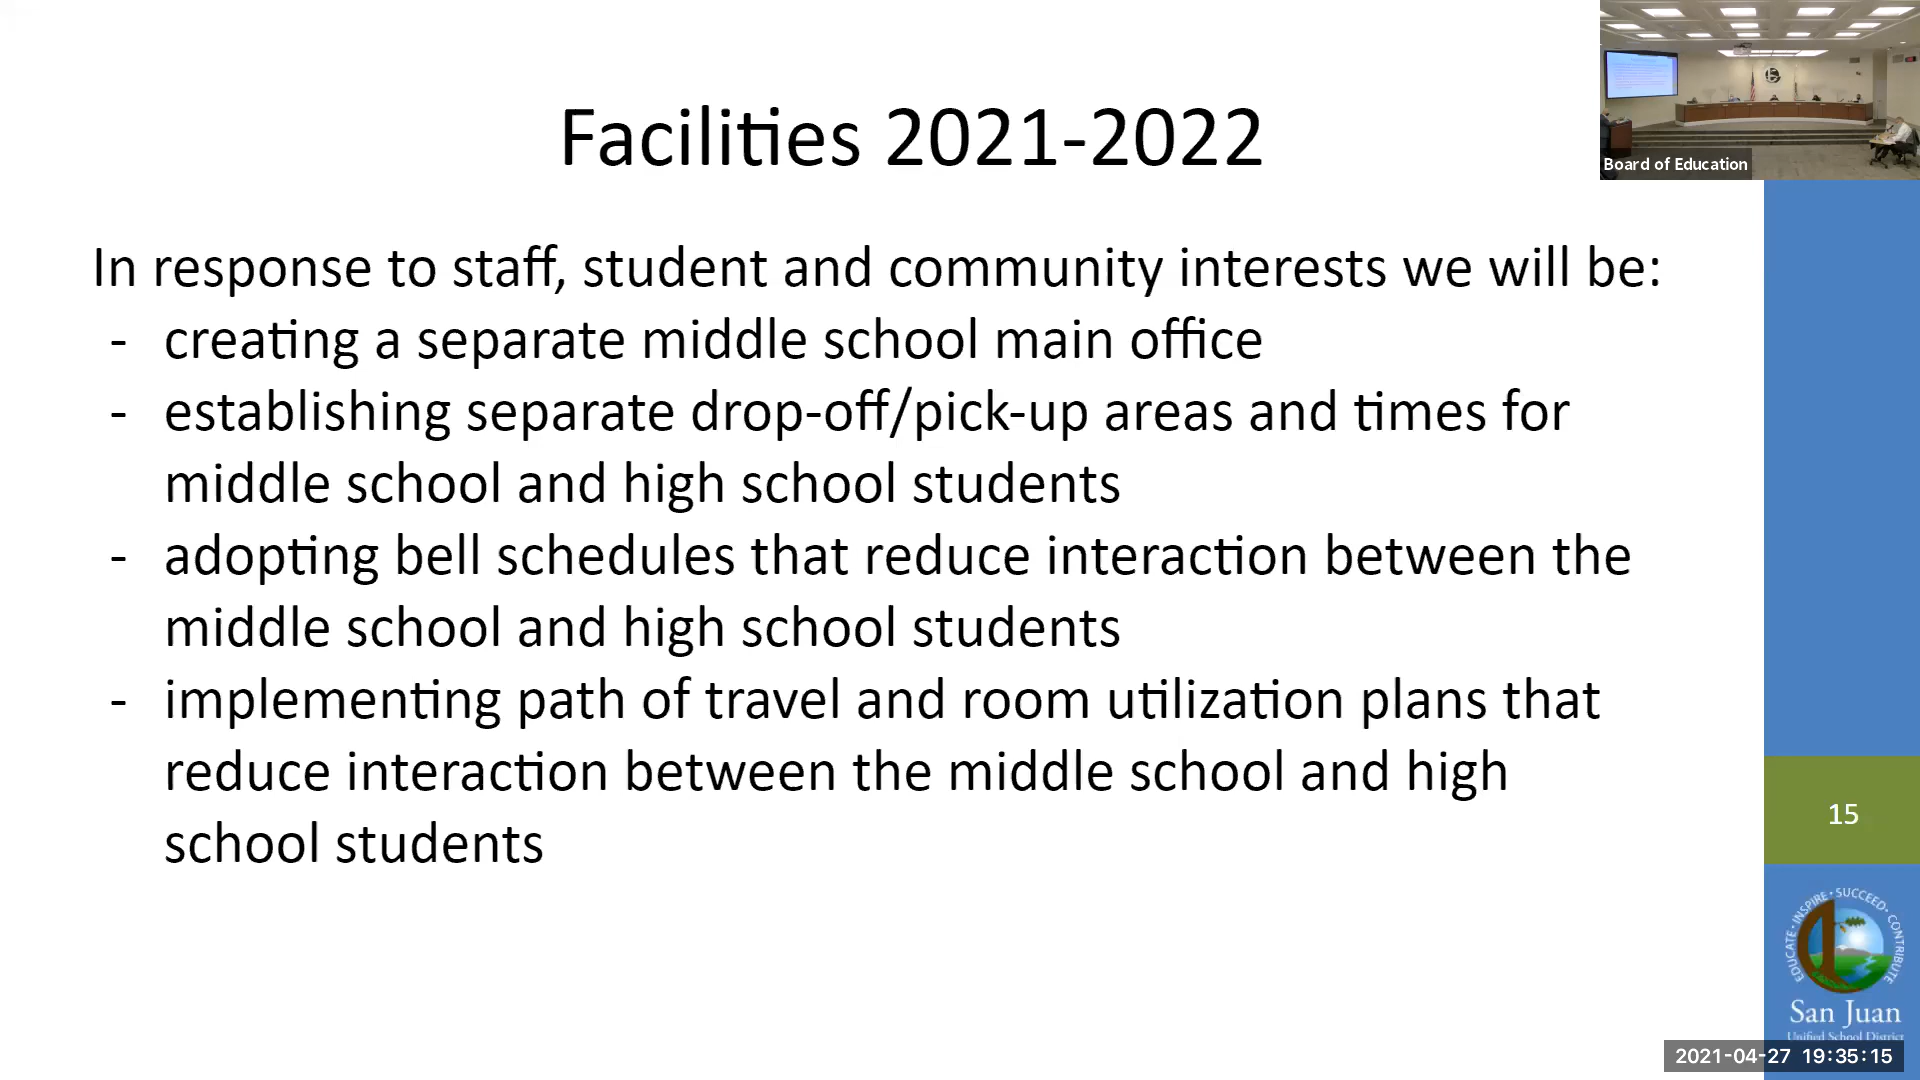 Facilities 2021-2022
Board of Education
In response to staff, student and community interests we will be:
- creating a separate middle school main office
- establishing separate drop-off/pick-up areas and times for
middle school and high school students
- adopting bell schedules that reduce interaction between the
middle school and high school students
- implementing path of travel and room utilization plans that
reduce interaction between the middle school and high
school students
15
EDUCATE • INSPIRE • SUCCEED • CONTRIBUTE
San Juan
Unified School District
2021-04-27 19:35:15